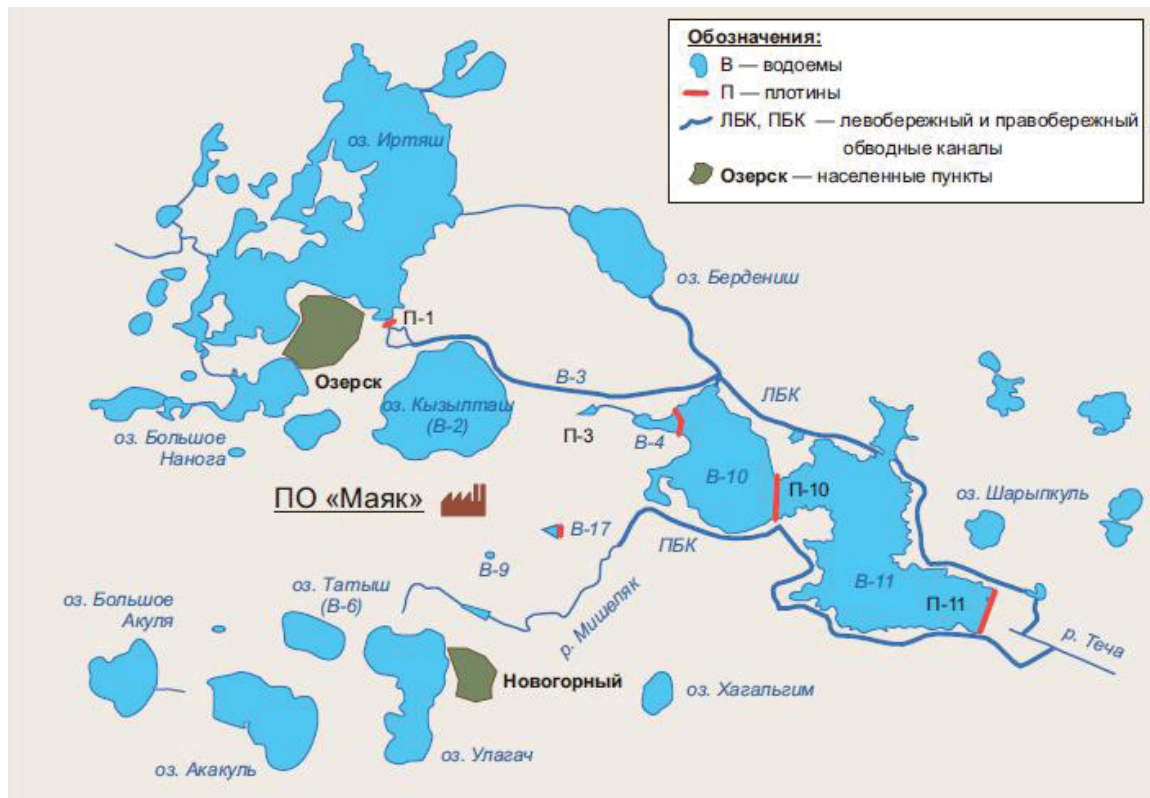 Обозначения:
В — водоемы
П — плотины
ЛБК, ПБК — левобережный и правобережный
обводные каналы
Озерск — населенные пункты
оз. Иртяш
оз. Бердениш
П-1
Озерск
В-3
ЛБК
оз. Кызылташ
(В-2)
оз. Большое
Нанога
П-3
В-4
В-10
П-10
оз. Шарыпкуль
ПО «Маяк»
В-17
ПБК
В-9
В-11
П-11
оз. Татыш
(В-6)
оз. Большое
Акуля
р. Мишеляк
р. Теча
Новогорный
оз. Хагальгим
оз. Улагач
оз. Акакуль